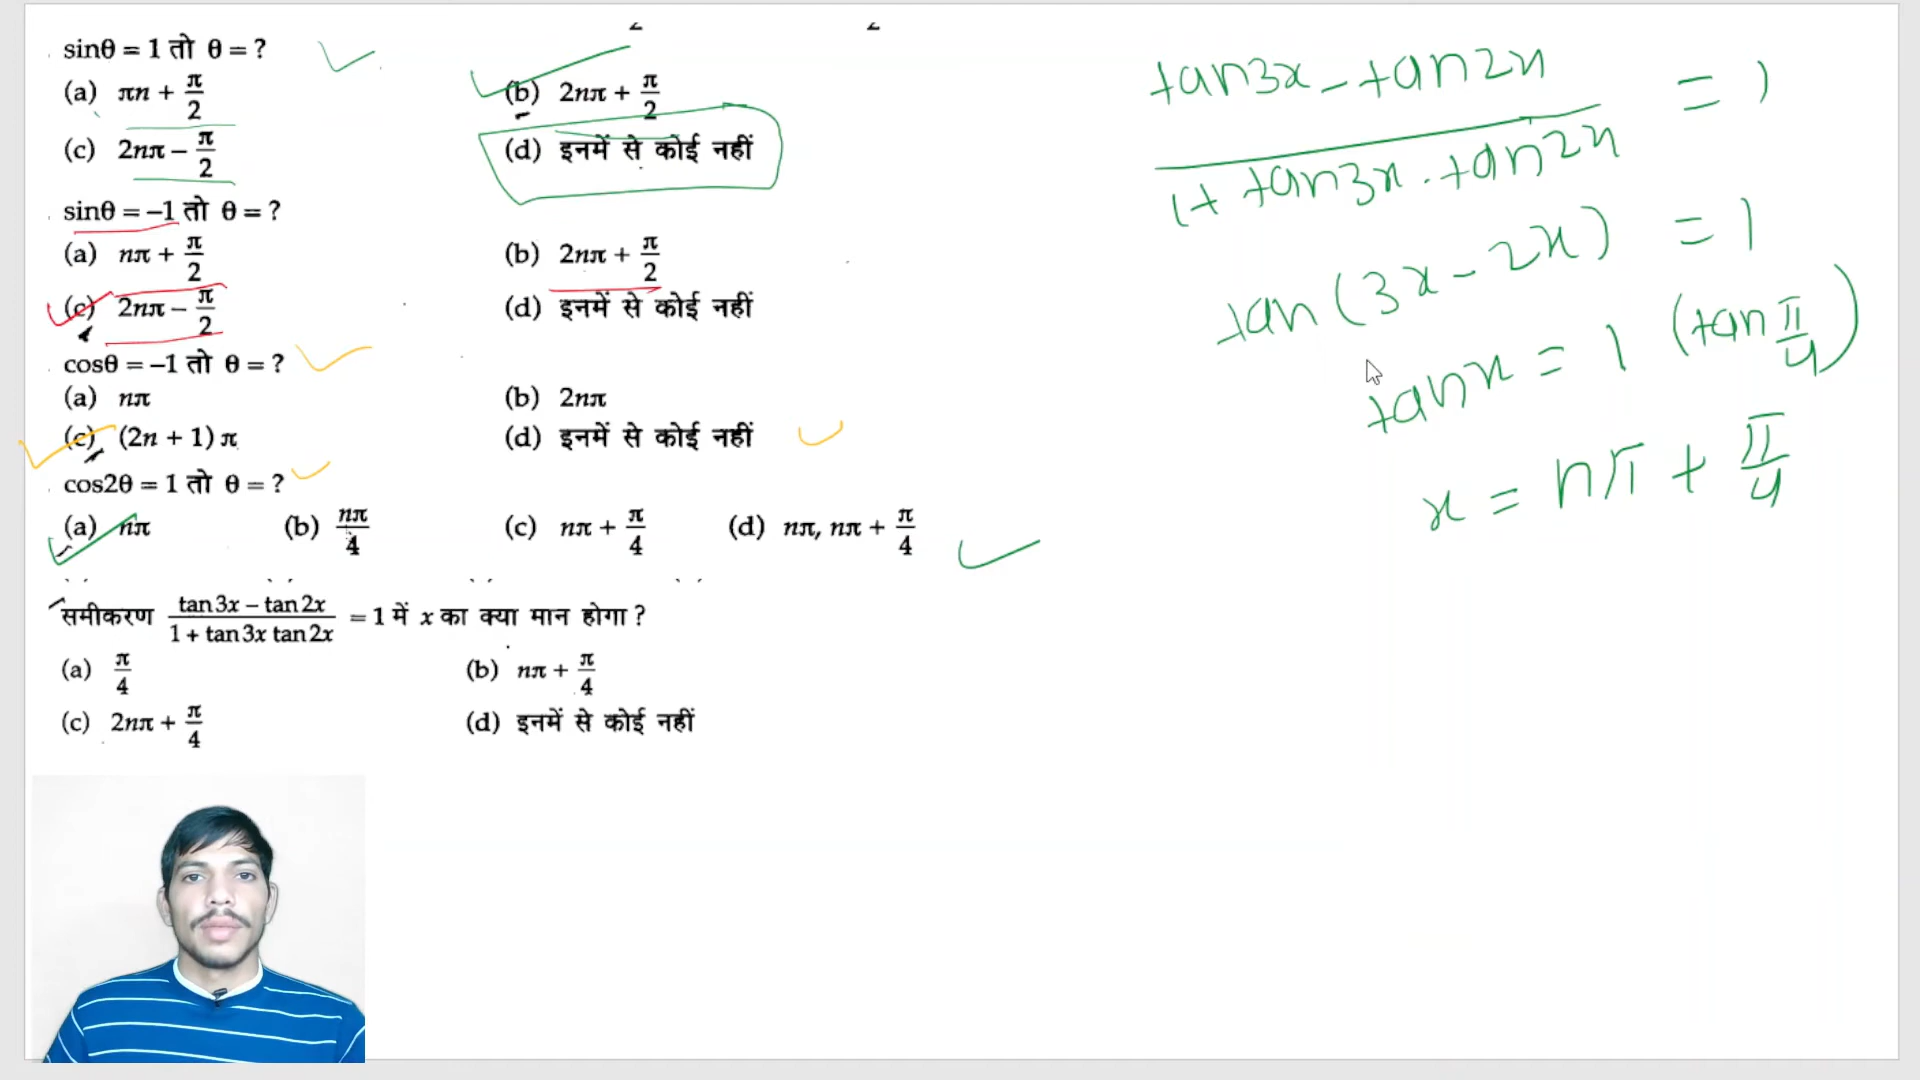 sinθ = 1 तो θ = ?
(a) πn + π/2 (b) 2nπ + π/2
(c) 2nπ – π/2 (d) इनमें से कोई नहीं
sinθ = –1 तो θ = ?
(a) nπ + π/2 (b) 2nπ + π/2
(c) 2nπ – π/2 (d) इनमें से कोई नहीं
cosθ = –1 तो θ = ?
(a) nπ (b) 2nπ
(c) (2n + 1) π (d) इनमें से कोई नहीं
cos2θ = 1 तो θ = ?
(a) nπ (b) nπ/4 (c) nπ + π/4 (d) nπ, nπ + π/4
समीकरण (tan 3x – tan 2x)/(1 + tan 3x tan 2x) = 1 में x का क्या मान होगा ?
(a) π/4 (b) nπ + π/4
(c) 2nπ + π/4 (d) इनमें से कोई नहीं
tan3x – tan2x = 1
1 + tan3x . tan2x
tan (3x – 2x) = 1
tan x = 1 (tan π/4)
x = nπ + π/4